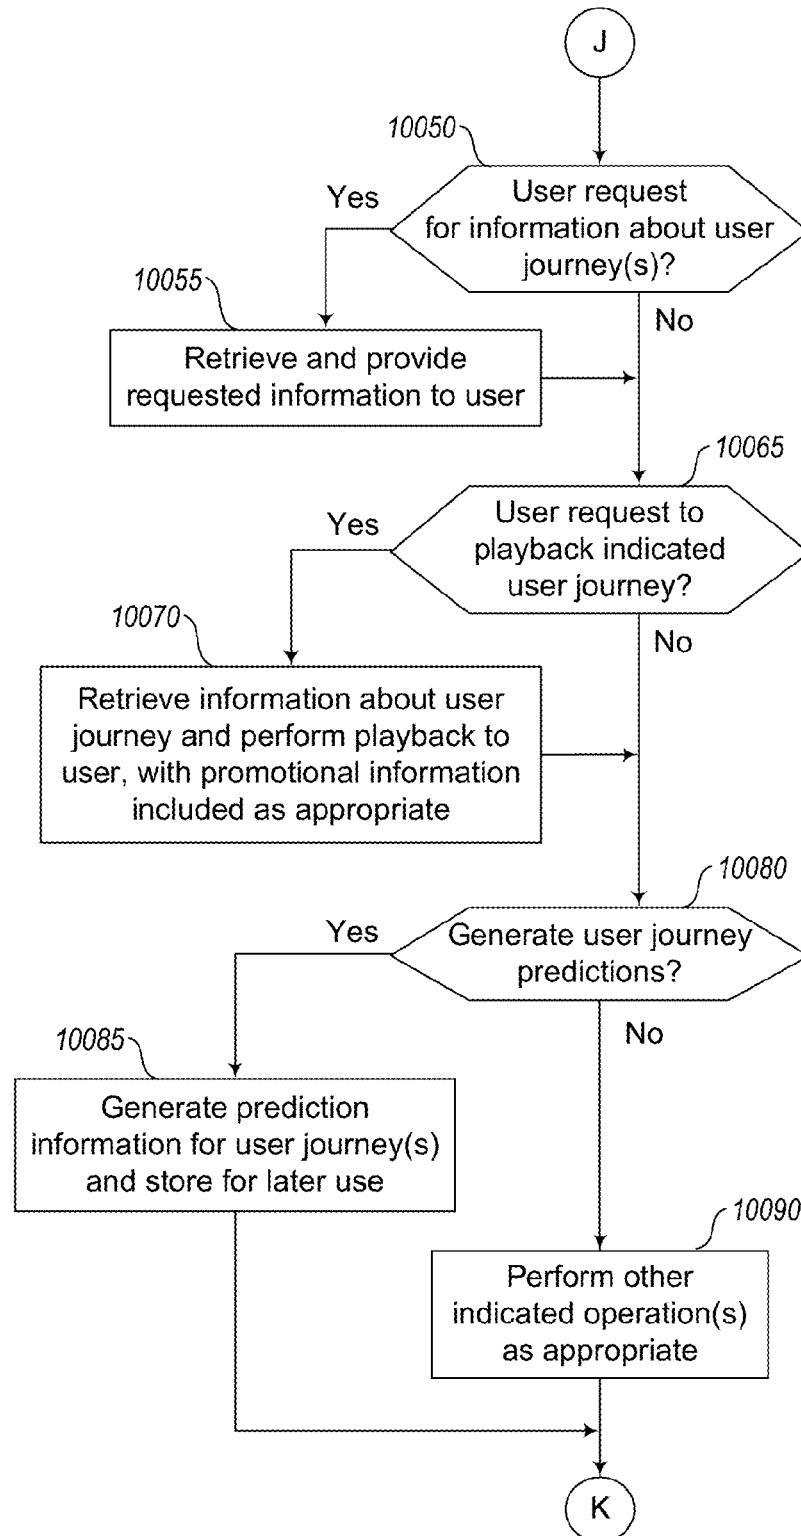 J
10050
User request
for information about user
journey(s)?
Yes
No
10055
Retrieve and provide
requested information to user
10065
User request to
playback indicated
user journey?
Yes
No
10070
Retrieve information about user
journey and perform playback to
user, with promotional information
included as appropriate
10080
Generate user journey
predictions?
Yes
No
10085
Generate prediction
information for user journey(s)
and store for later use
10090
Perform other
indicated operation(s)
as appropriate
K